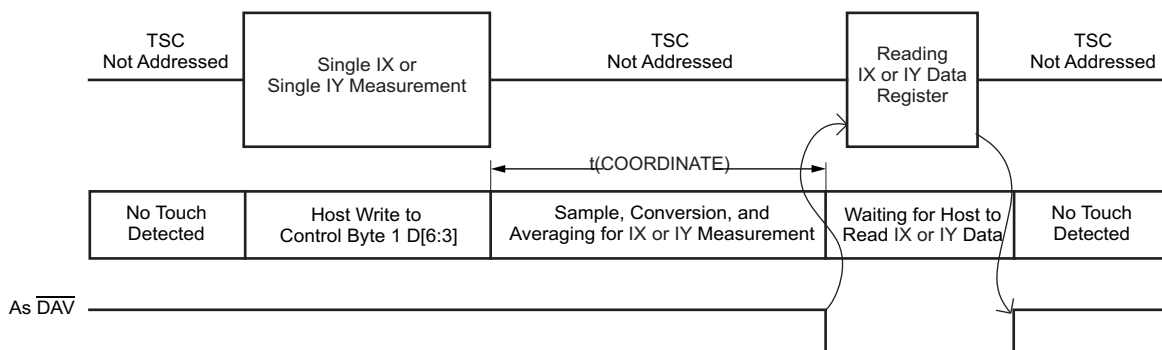 TSC
Not Addressed
Single IX or
Single IY Measurement
TSC
Not Addressed
Reading
IX or IY Data
Register
TSC
Not Addressed
t(COORDINATE)
No Touch
Detected
Host Write to
Control Byte 1 D[6:3]
Sample, Conversion, and
Averaging for IX or IY Measurement
Waiting for Host to
Read IX or IY Data
No Touch
Detected
As D̅A̅V̅